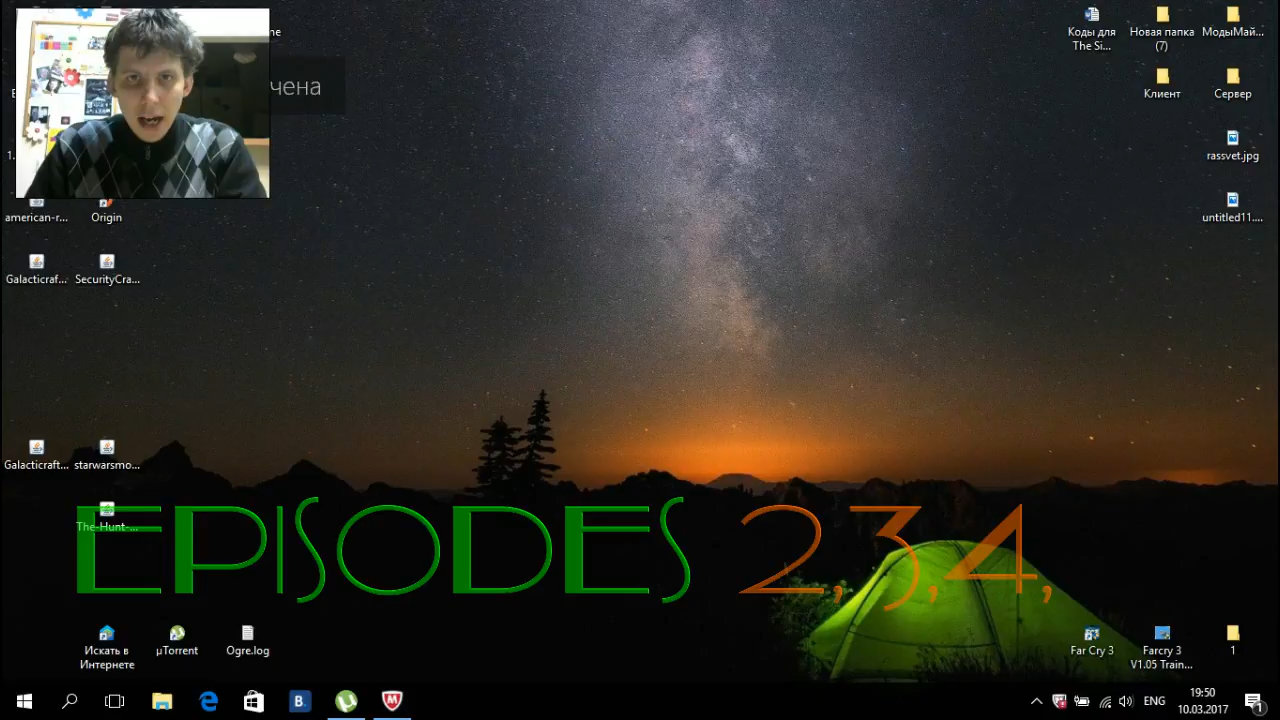 чена
Коды для
The Si...
Новая папка
(7)
МодыМай...
Клиент
Сервер
rassvet.jpg
untitled11....
american-r...
Origin
Galacticraf...
SecurityCra...
Galacticraft...
starwarsmo...
The-Hunt-...
EPISODES 2,3,4,
Искать в
Интернете
µTorrent
Ogre.log
Far Cry 3
Farcry 3
V1.05 Train...
1
B.
ENG
19:50
10.03.2017
1